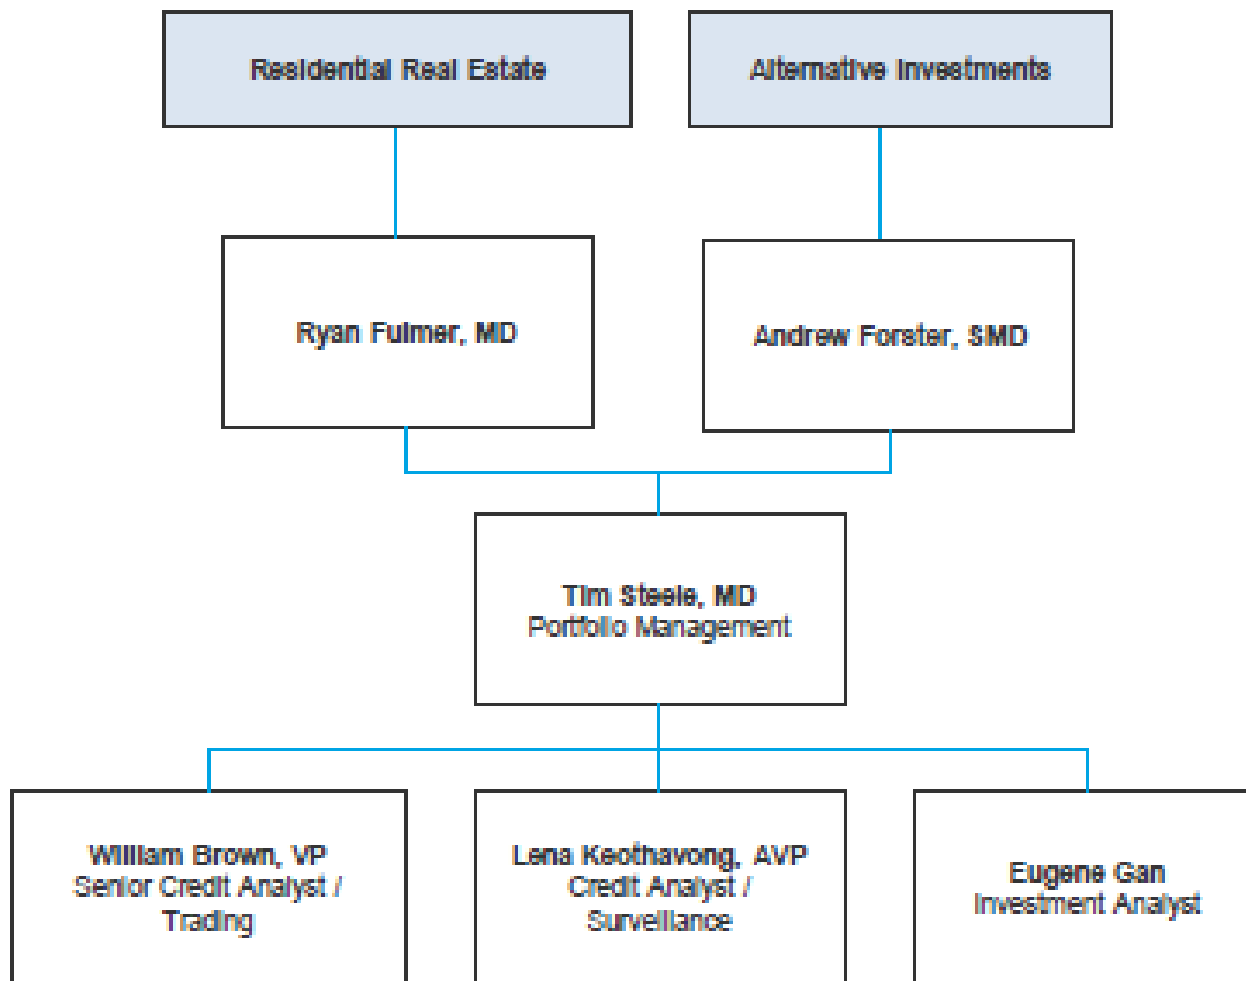 Residential Real Estate
Alternative Investments
Ryan Fulmer, MD
Andrew Forster, SMD
Tim Steele, MD
Portfolio Management
William Brown, VP
Senior Credit Analyst /
Trading
Lena Keothavong, AVP
Credit Analyst /
Surveillance
Eugene Gan
Investment Analyst